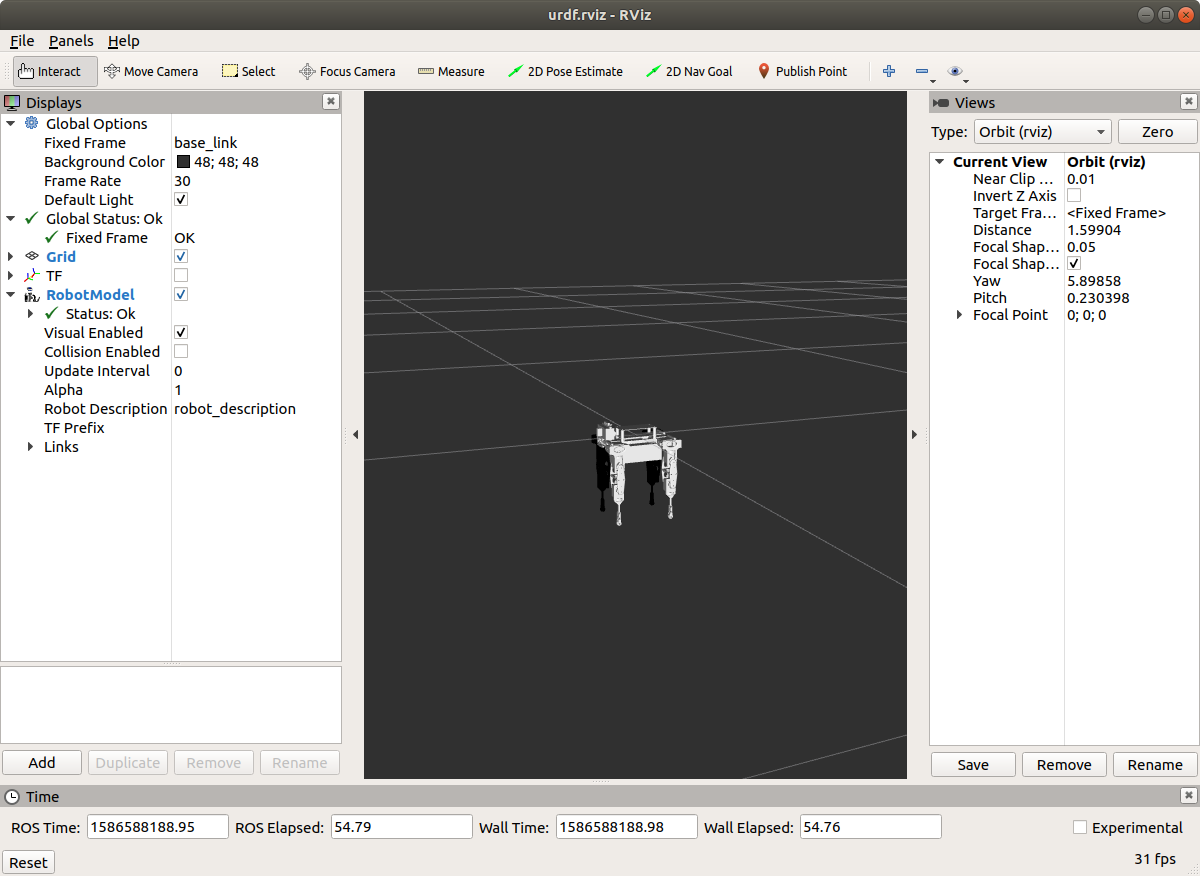 urdf.rviz - RViz
File Panels Help
Interact Move Camera Select Focus Camera Measure 2D Pose Estimate 2D Nav Goal Publish Point
Displays
Global Options
Fixed Frame base_link
Background Color 48; 48; 48
Frame Rate 30
Default Light
Global Status: Ok
Fixed Frame OK
Grid
TF
RobotModel
Status: Ok
Visual Enabled
Collision Enabled
Update Interval 0
Alpha 1
Robot Description robot_description
TF Prefix
Links
Add Duplicate Remove Rename
Views
Type: Orbit (rviz) Zero
Current View Orbit (rviz)
Near Clip ... 0.01
Invert Z Axis
Target Fra... <Fixed Frame>
Distance 1.59904
Focal Shap... 0.05
Focal Shap...
Yaw 5.89858
Pitch 0.230398
Focal Point 0; 0; 0
Save Remove Rename
Time
ROS Time: 1586588188.95 ROS Elapsed: 54.79 Wall Time: 1586588188.98 Wall Elapsed: 54.76 Experimental
Reset 31 fps